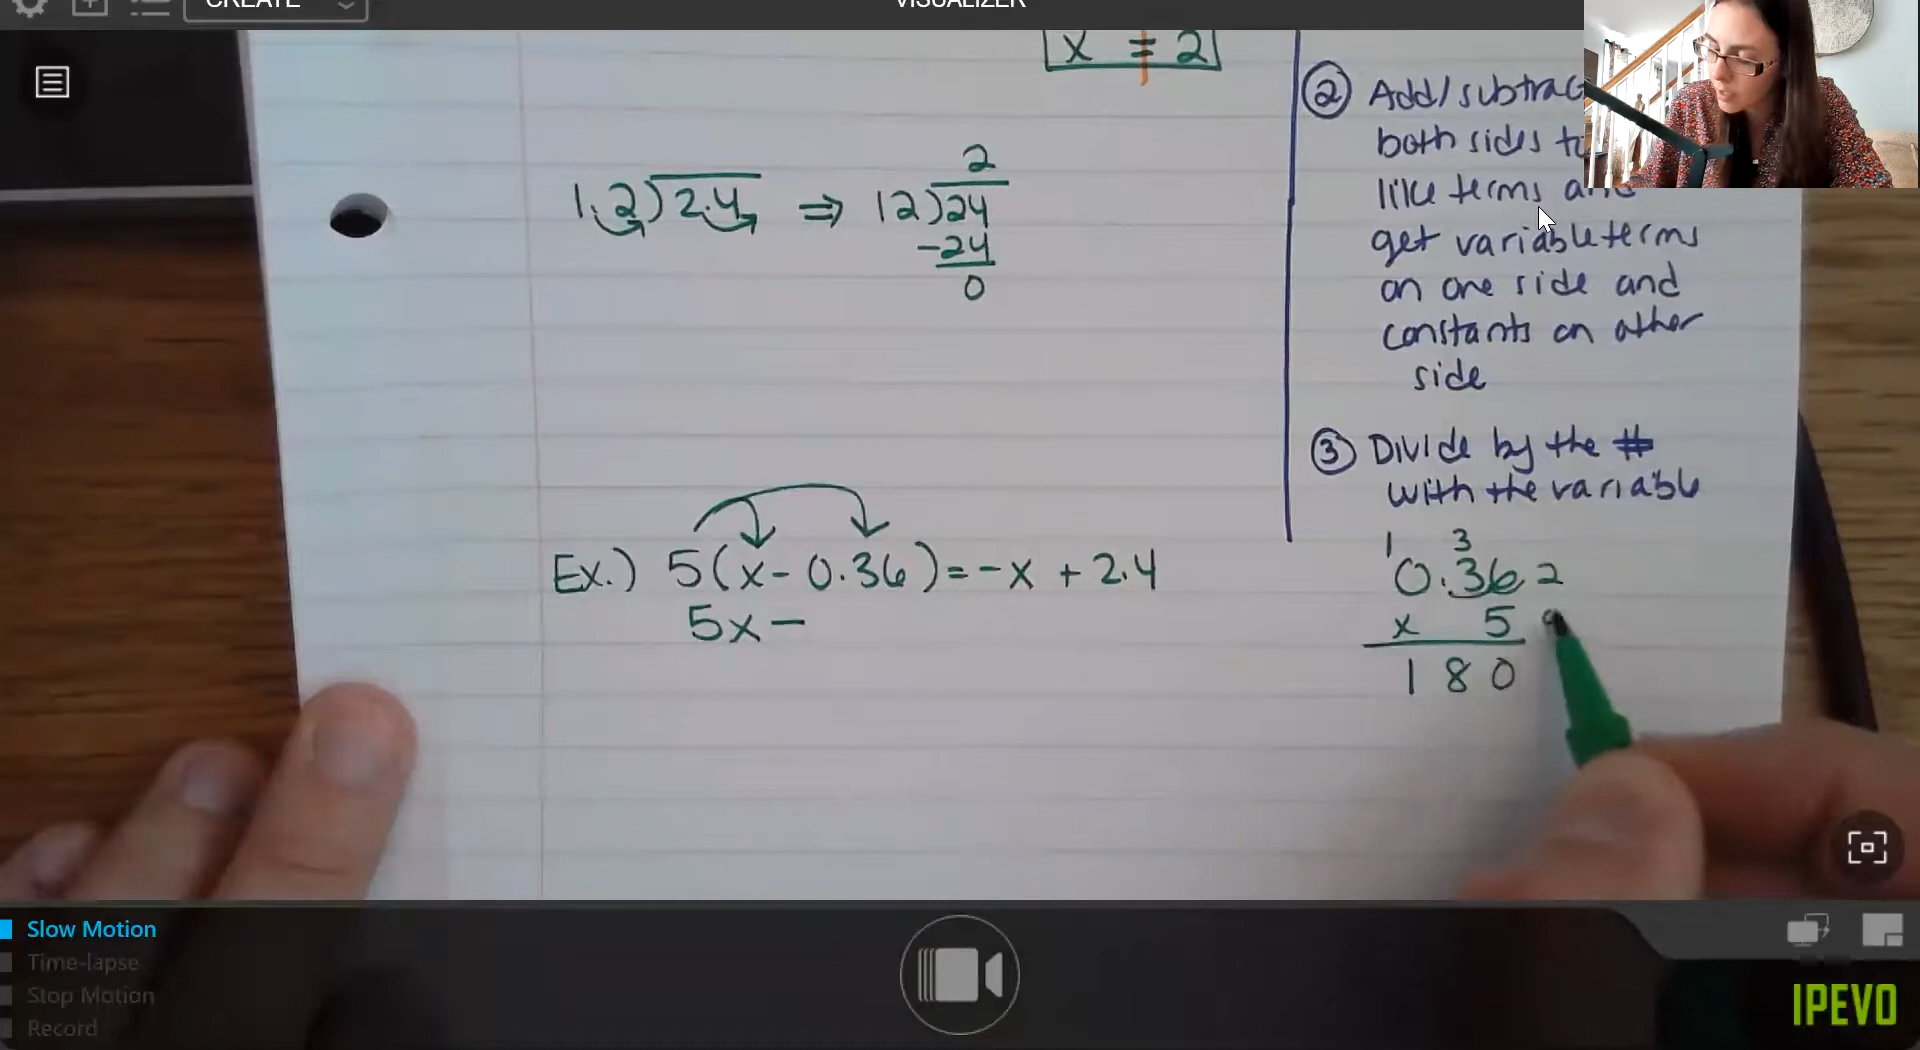 CREATE
VISUALIZER
x = 2
1.2)2.4 ⇒ 12)24
2
-24
0
② Add/subtract
both sides
like terms and
get variable terms
on one side and
constants on other
side
③ Divide by the #
with the variable
Ex.) 5(x - 0.36) = -x + 2.4
5x -
1 3
0.36 2
x 5
180
Slow Motion
Time-lapse
Stop Motion
Record
IPEVO